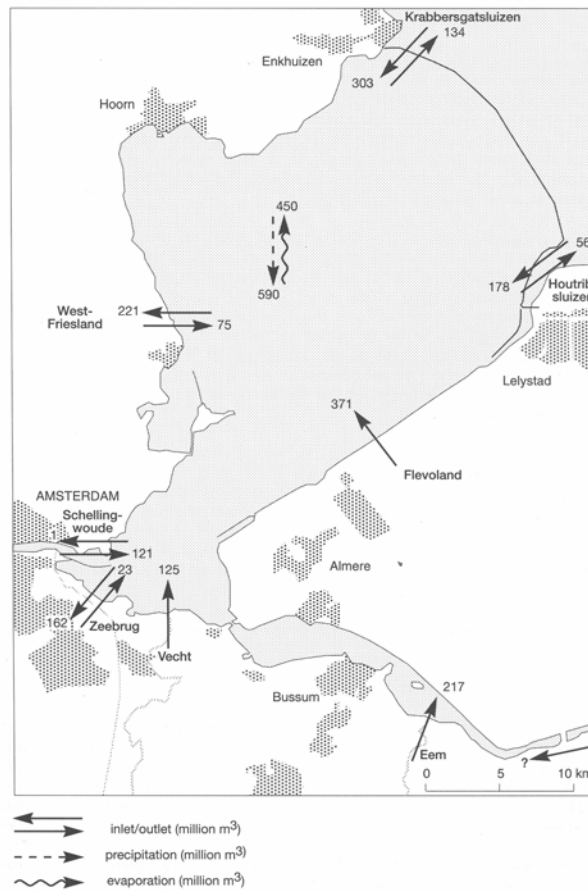 Krabbersgatsluizen
134
Enkhuizen
303
Hoorn
450
590
56
178
Houtrib
sluizen
221
West-
Friesland
75
Lelystad
371
Flevoland
AMSTERDAM
Schelling-
woude
1
121
23
125
Almere
162
Zeebrug
Vecht
Bussum
217
Eem
?
0 5 10 km
inlet/outlet (million m³)
precipitation (million m³)
evaporation (million m³)